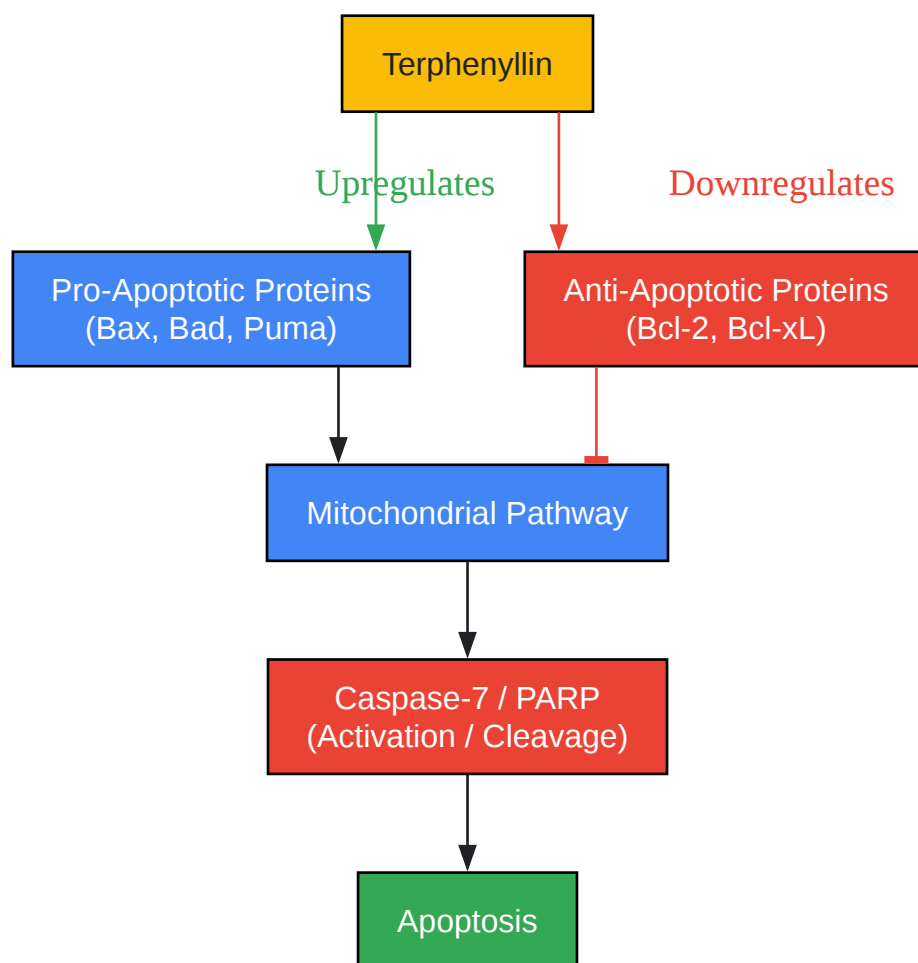 Terphenyllin
Upregulates
Downregulates
Pro-Apoptotic Proteins
(Bax, Bad, Puma)
Anti-Apoptotic Proteins
(Bcl-2, Bcl-xL)
Mitochondrial Pathway
Caspase-7 / PARP
(Activation / Cleavage)
Apoptosis